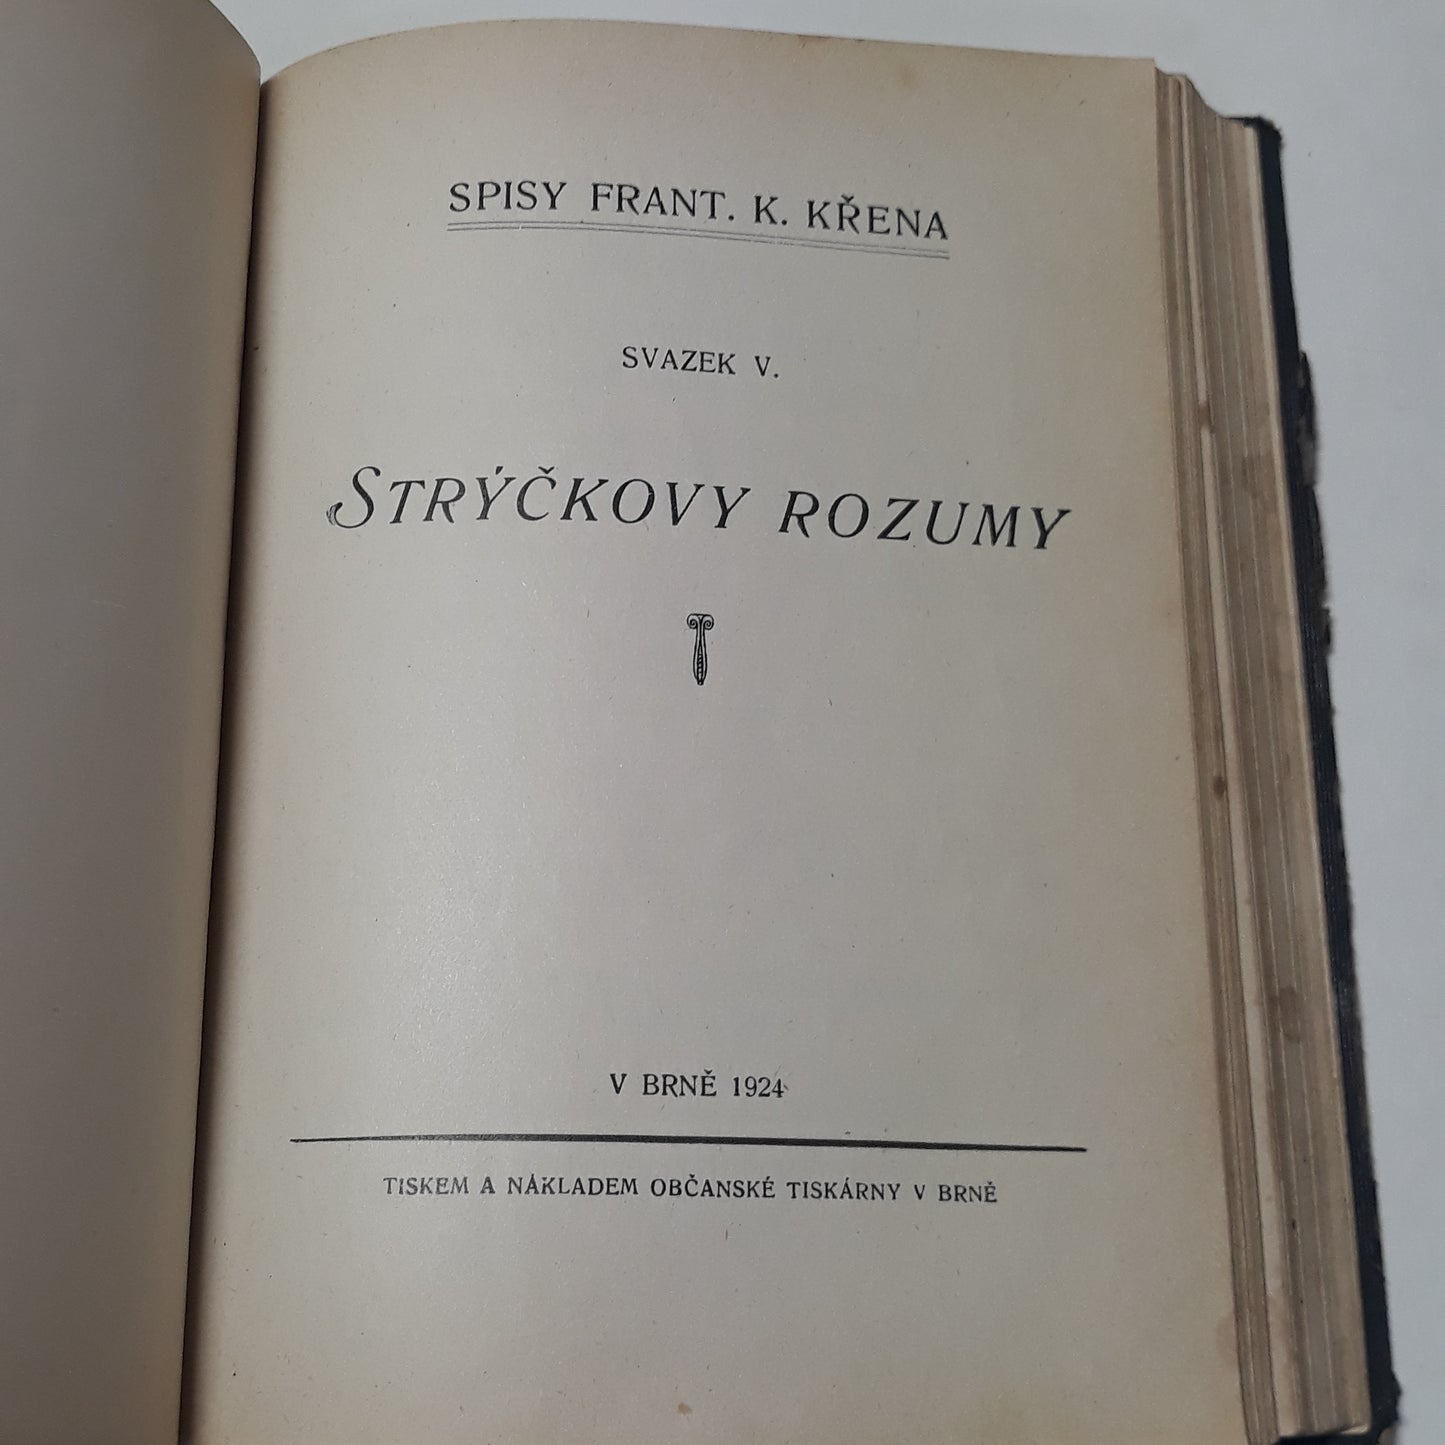 SPISY FRANT. K. KŘENA
SVAZEK V.
STRÝČKOVY ROZUMY
V BRNĚ 1924
TISKEM A NÁKLADEM OBČANSKÉ TISKÁRNY V BRNĚ